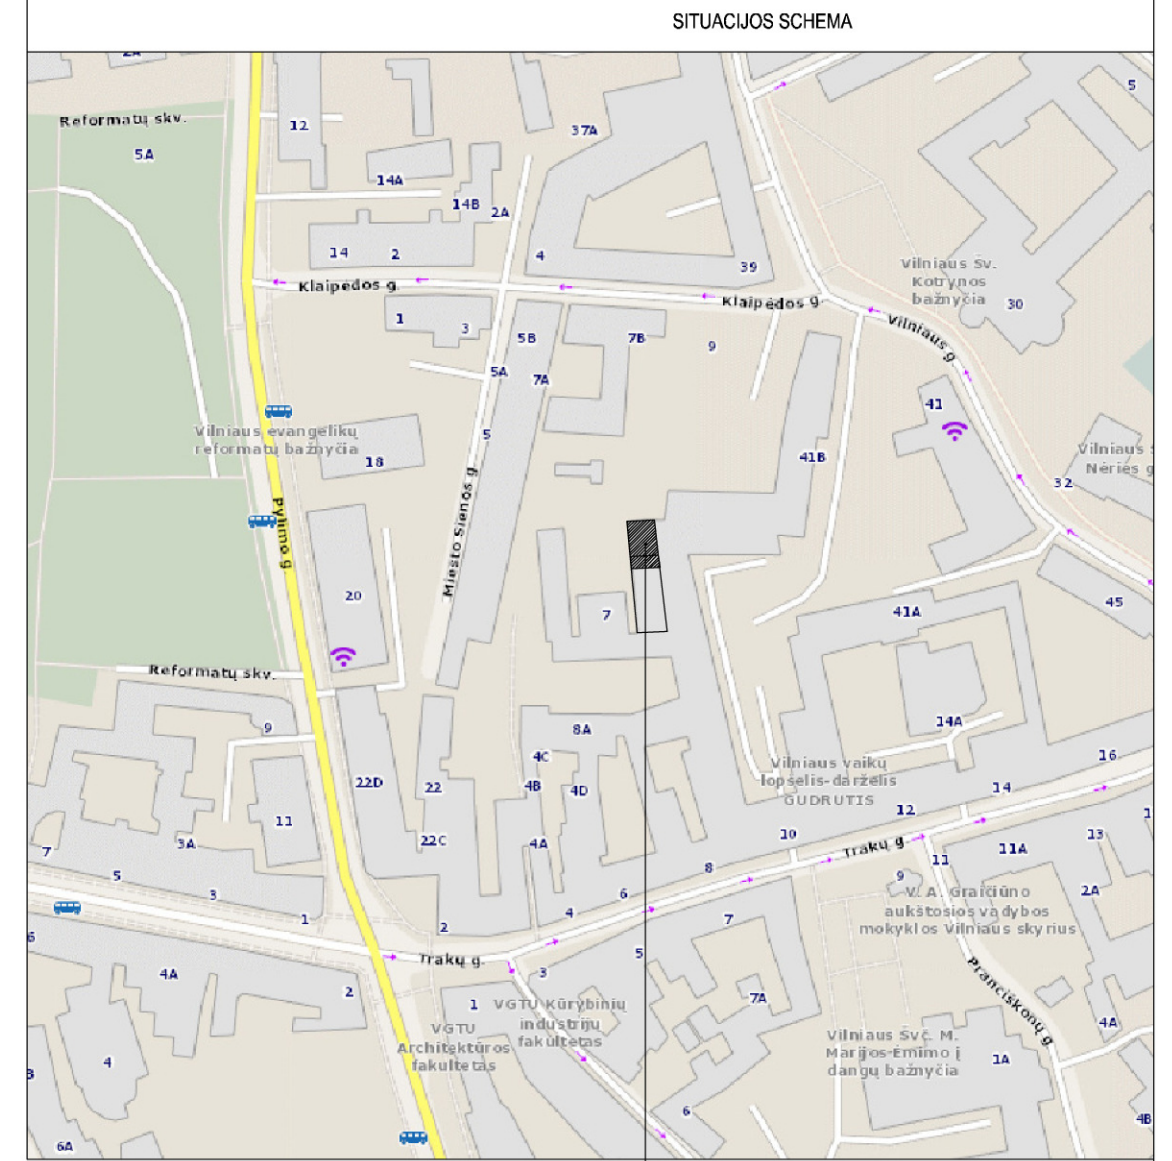 SITUACIJOS SCHEMA
2A
5
Reformatų skv.
12
37A
5A
14A
14B
2A
14
2
4
39
Vilniaus Šv.
Kotrynos
bažnyčia
30
Klaipėdos g.
Klaipėdos g.
Vilniaus g.
1
3
5B
7B
9
5A
7A
41
Vilniaus evangelikų
reformatų bažnyčia
18
5
41B
Vilniaus
Nėries g
32
Pylimo g.
Miesto Sienos g.
20
7
41A
45
Reformatų skv.
9
8A
14A
4C
16
22D
22
4B
4D
Vilniaus vaikų
lopšelis-darželis
GUDRUTIS
14
12
11
22C
4A
10
13
1
3A
7
Trakų g.
11
11A
5
8
9
3
6
2A
V. A. Graičiūno
aukštosios vadybos
mokyklos Vilniaus skyrius
1
4
7
2
6
5
Trakų g.
4A
3
2
1
7A
Pranciškonų g.
VGTU Kūrybinių
industrijų
fakultetas
VGTU
Architektūros
fakultetas
4A
Vilniaus Švč. M.
Marijos Ėmimo į
dangų bažnyčia
1A
4
3
6
4B
6A